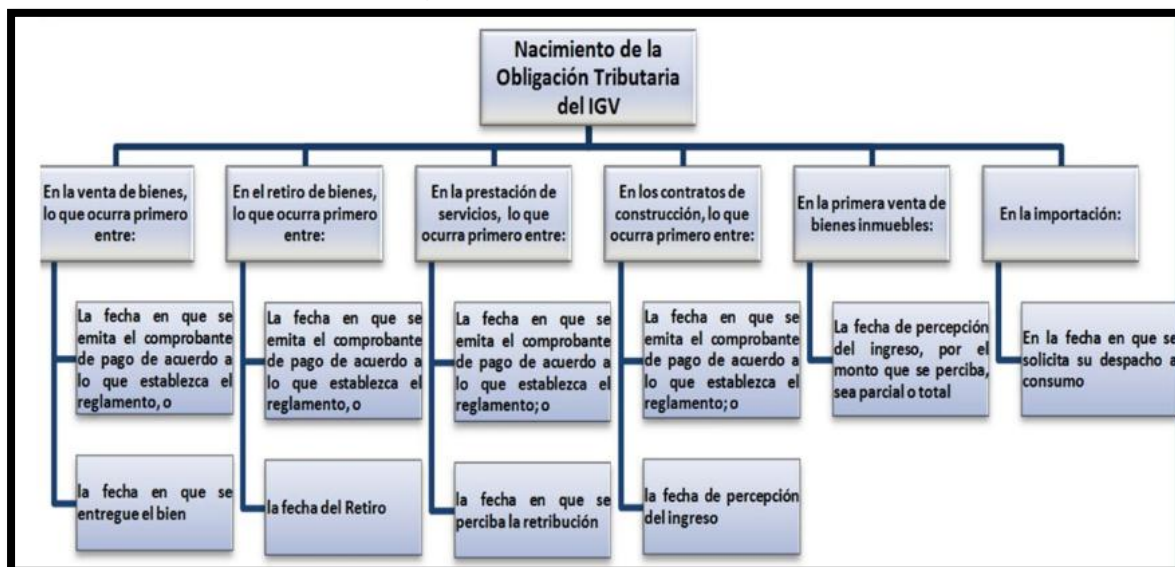 Nacimiento de la
Obligación Tributaria
del IGV
En la venta de bienes,
lo que ocurra primero
entre:
La fecha en que se
emita el comprobante
de pago de acuerdo a
lo que establezca el
reglamento, o
la fecha en que se
entregue el bien
En el retiro de bienes,
lo que ocurra primero
entre:
La fecha en que se
emita el comprobante
de pago de acuerdo a
lo que establezca el
reglamento, o
la fecha del Retiro
En la prestación de
servicios, lo que
ocurra primero entre:
La fecha en que se
emita el comprobante
de pago de acuerdo a
lo que establezca el
reglamento; o
la fecha en que se
perciba la retribución
En los contratos de
construcción, lo que
ocurra primero entre:
La fecha en que se
emita el comprobante
de pago de acuerdo a
lo que establezca el
reglamento; o
la fecha de percepción
del ingreso
En la primera venta de
bienes inmuebles:
La fecha de percepción
del ingreso, por el
monto que se perciba,
sea parcial o total
En la importación:
En la fecha en que se
solicita su despacho a
consumo